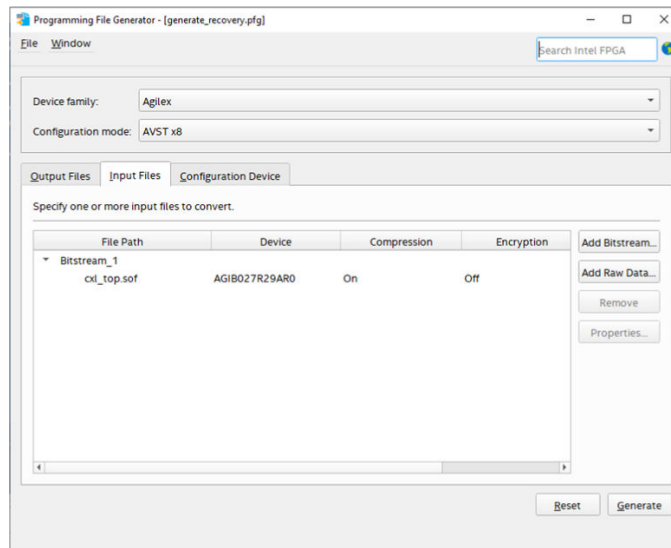 Programming File Generator - [generate_recovery.pfg]
File Window
Search Intel FPGA
Device family: Agilex
Configuration mode: AVST x8
Output Files Input Files Configuration Device
Specify one or more input files to convert.
File Path Device Compression Encryption
Bitstream_1
cxl_top.sof AGIB027R29AR0 On Off
Add Bitstream...
Add Raw Data...
Remove
Properties...
Reset Generate